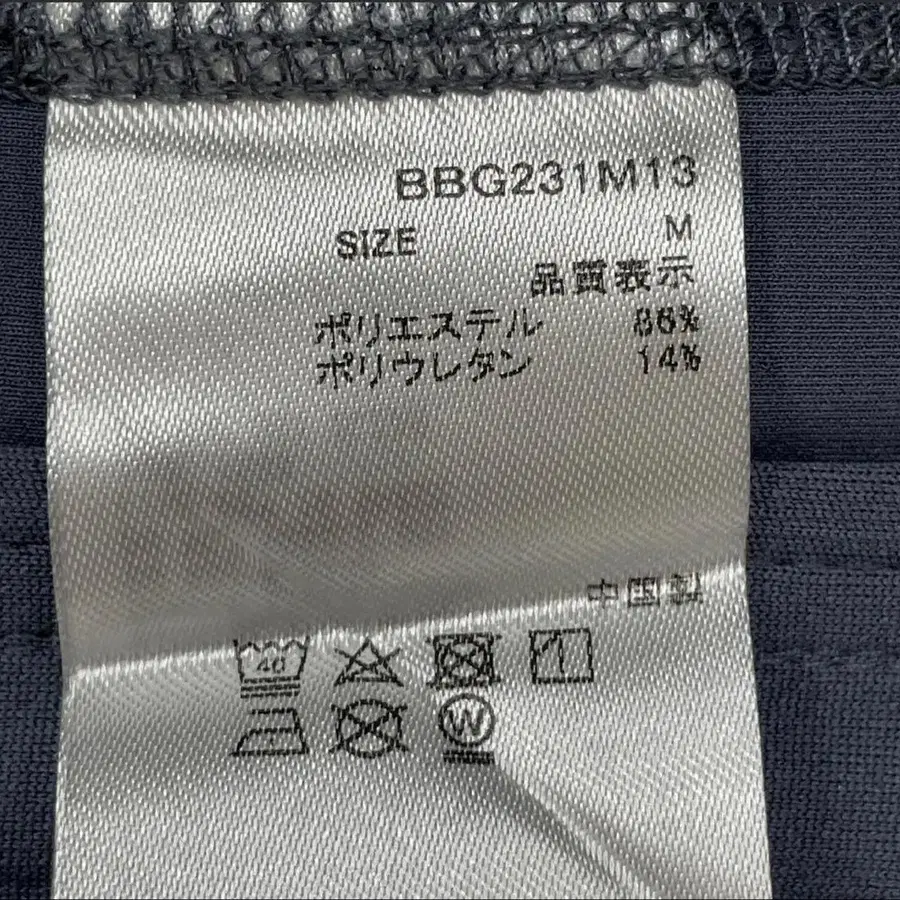 BBG231M13
SIZE M
品質表示
ポリエステル 86%
ポリウレタン 14%
中国製
40
W